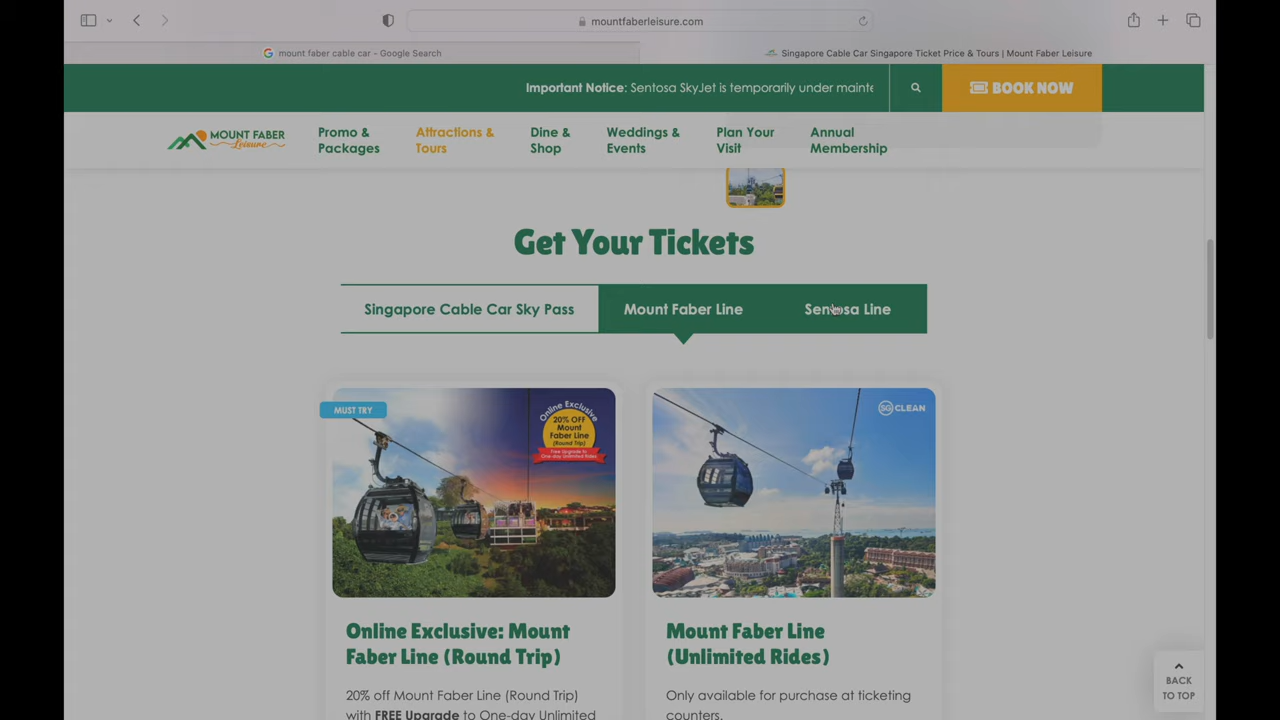 mountfaberleisure.com
mount faber cable car - Google Search
Singapore Cable Car Singapore Ticket Price & Tours | Mount Faber Leisure
Important Notice: Sentosa SkyJet is temporarily under mainte
BOOK NOW
MOUNT FABER
Leisure
Promo &
Packages
Attractions &
Tours
Dine &
Shop
Weddings &
Events
Plan Your
Visit
Annual
Membership
Get Your Tickets
Singapore Cable Car Sky Pass
Mount Faber Line
Sentosa Line
MUST TRY
Online Exclusive
20% OFF
Mount
Faber Line
(Round Trip)
Free Upgrade to
One-day Unlimited
Rides
SG CLEAN
Online Exclusive: Mount
Faber Line (Round Trip)
20% off Mount Faber Line (Round Trip)
with FREE Upgrade to One-day Unlimited
Mount Faber Line
(Unlimited Rides)
Only available for purchase at ticketing
counters.
BACK
TO TOP